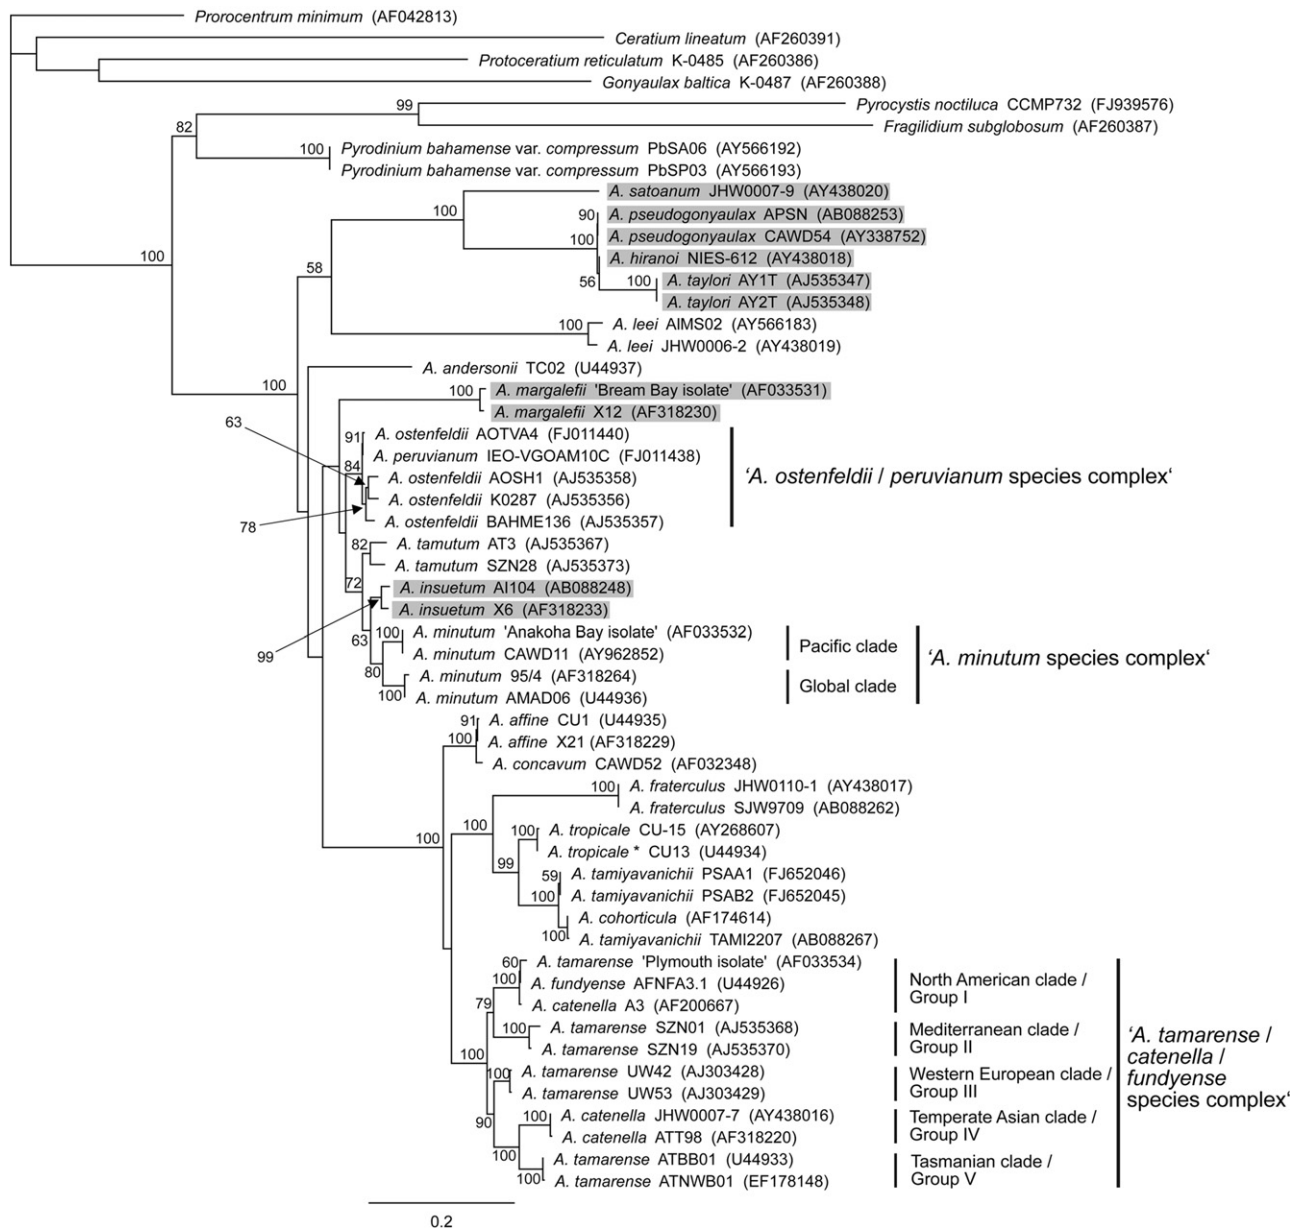 Prorocentrum minimum (AF042813)
Ceratium lineatum (AF260391)
Protoceratium reticulatum K-0485 (AF260386)
Gonyaulax baltica K-0487 (AF260388)
99
Pyrocystis noctiluca CCMP732 (FJ939576)
82
Fragilidium subglobosum (AF260387)
100
Pyrodinium bahamense var. compressum PbSA06 (AY566192)
Pyrodinium bahamense var. compressum PbSP03 (AY566193)
A. satoanum JHW0007-9 (AY438020)
100
90
A. pseudogonyaulax APSN (AB088253)
100
A. pseudogonyaulax CAWD54 (AY338752)
100
A. hiranoi NIES-612 (AY438018)
58
56
100
A. taylori AY1T (AJ535347)
A. taylori AY2T (AJ535348)
100
A. leei AIMS02 (AY566183)
A. leei JHW0006-2 (AY438019)
A. andersonii TC02 (U44937)
100
100
A. margalefii 'Bream Bay isolate' (AF033531)
A. margalefii X12 (AF318230)
63
91
A. ostenfeldii AOTVA4 (FJ011440)
A. peruvianum IEO-VGOAM10C (FJ011438)
84
A. ostenfeldii AOSH1 (AJ535358)
'A. ostenfeldii / peruvianum species complex'
A. ostenfeldii K0287 (AJ535356)
78
A. ostenfeldii BAHME136 (AJ535357)
82
A. tamutum AT3 (AJ535367)
A. tamutum SZN28 (AJ535373)
72
A. insuetum AI104 (AB088248)
A. insuetum X6 (AF318233)
99
63
100
A. minutum 'Anakoha Bay isolate' (AF033532)
A. minutum CAWD11 (AY962852)
Pacific clade
'A. minutum species complex'
80
A. minutum 95/4 (AF318264)
Global clade
100
A. minutum AMAD06 (U44936)
91
A. affine CU1 (U44935)
100
A. affine X21 (AF318229)
A. concavum CAWD52 (AF032348)
100
A. fraterculus JHW0110-1 (AY438017)
A. fraterculus SJW9709 (AB088262)
100
100
100
A. tropicale CU-15 (AY268607)
A. tropicale * CU13 (U44934)
99
59
A. tamiyavanichii PSAA1 (FJ652046)
100
A. tamiyavanichii PSAB2 (FJ652045)
A. cohorticula (AF174614)
100
A. tamiyavanichii TAMI2207 (AB088267)
60
A. tamarense 'Plymouth isolate' (AF033534)
100
A. fundyense AFNFA3.1 (U44926)
North American clade /
Group I
79
A. catenella A3 (AF200667)
100
A. tamarense SZN01 (AJ535368)
Mediterranean clade /
Group II
A. tamarense SZN19 (AJ535370)
'A. tamarense /
catenella /
fundyense
species complex'
100
100
A. tamarense UW42 (AJ303428)
Western European clade /
Group III
A. tamarense UW53 (AJ303429)
90
100
A. catenella JHW0007-7 (AY438016)
Temperate Asian clade /
Group IV
A. catenella ATT98 (AF318220)
100
A. tamarense ATBB01 (U44933)
Tasmanian clade /
Group V
100
A. tamarense ATNWB01 (EF178148)
0.2